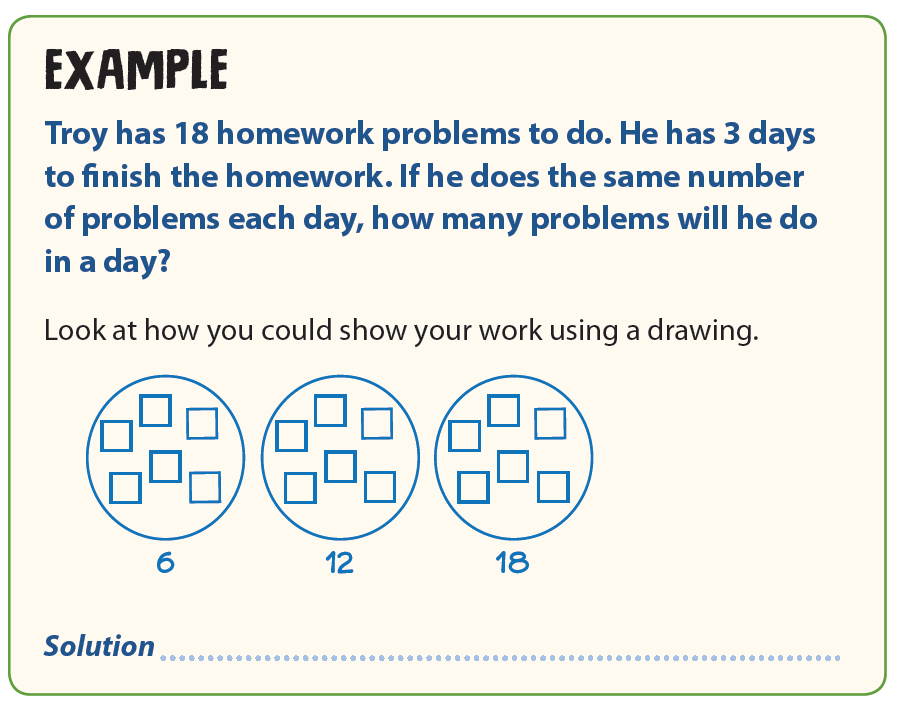 EXAMPLE
Troy has 18 homework problems to do. He has 3 days
to finish the homework. If he does the same number
of problems each day, how many problems will he do
in a day?
Look at how you could show your work using a drawing.
6 12 18
Solution